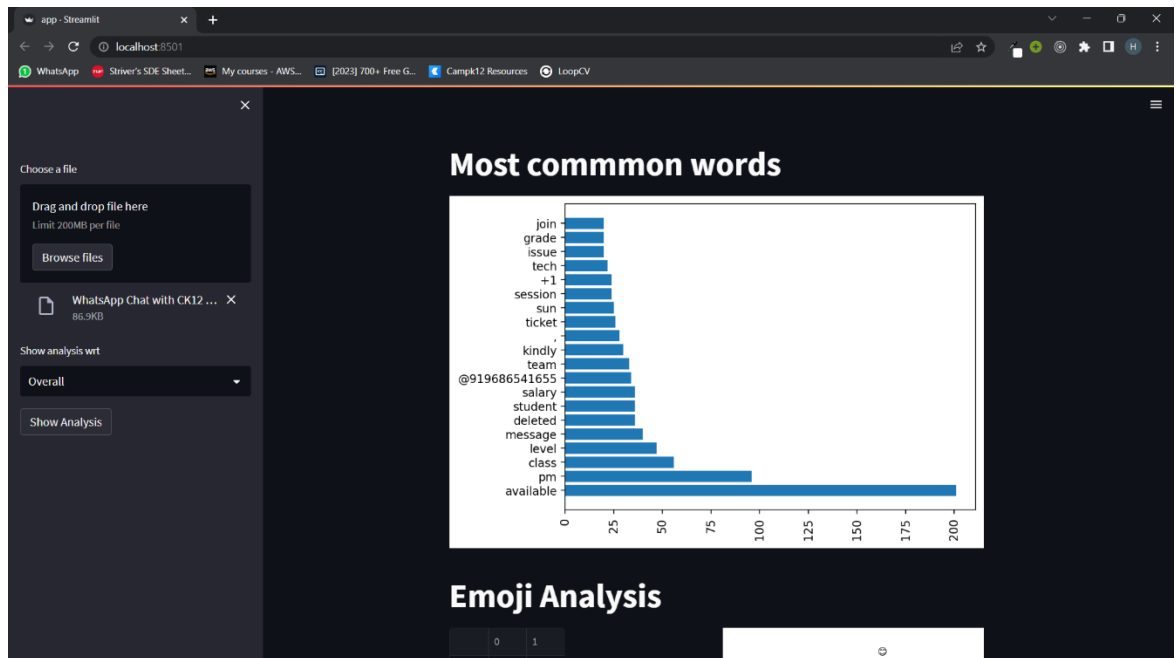 app · Streamlit
localhost:8501
WhatsApp
Striver's SDE Sheet...
My courses - AWS...
[2023] 700+ Free G...
Campk12 Resources
LoopCV
H
Choose a file
Drag and drop file here
Limit 200MB per file
Browse files
WhatsApp Chat with CK12 ...
86.9KB
Show analysis wrt
Overall
Show Analysis
Most commmon words
join
grade
issue
tech
+1
session
sun
ticket
,
kindly
team
@919686541655
salary
student
deleted
message
level
class
pm
available
0 25 50 75 100 125 150 175 200
Emoji Analysis
0 1